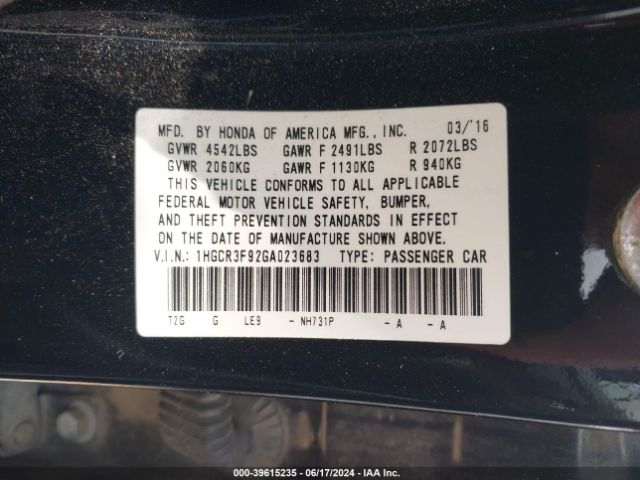 MFD. BY HONDA OF AMERICA MFG., INC. 03/'16
GVWR 4542LBS GAWR F 2491LBS R 2072LBS
GVWR 2060KG GAWR F 1130KG R 940KG
THIS VEHICLE CONFORMS TO ALL APPLICABLE
FEDERAL MOTOR VEHICLE SAFETY, BUMPER,
AND THEFT PREVENTION STANDARDS IN EFFECT
ON THE DATE OF MANUFACTURE SHOWN ABOVE.
V.I.N.: 1HGCR3F92GA023683 TYPE: PASSENGER CAR
T2G G LE9 - NH731P - A - A
000-39615235 - 06/17/2024 - IAA Inc.